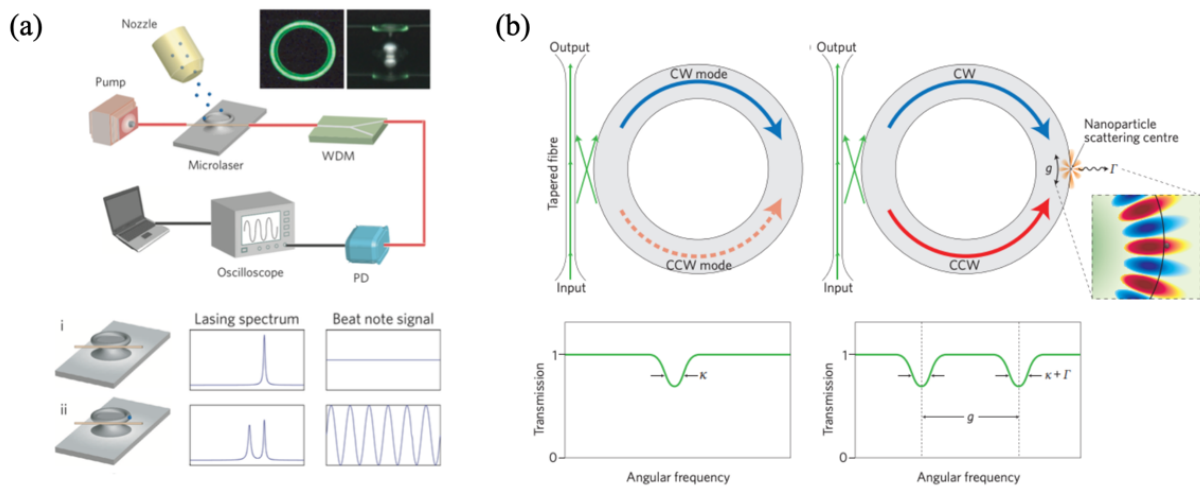 (a)
Nozzle
Pump
Microlaser
WDM
Oscilloscope
PD
i
Lasing spectrum
Beat note signal
ii
(b)
Output
CW mode
Tapered fibre
CCW mode
Input
Output
CW
Nanoparticle
scattering centre
g
Γ
CCW
Input
Transmission
1
κ
0
Angular frequency
Transmission
1
κ + Γ
g
0
Angular frequency